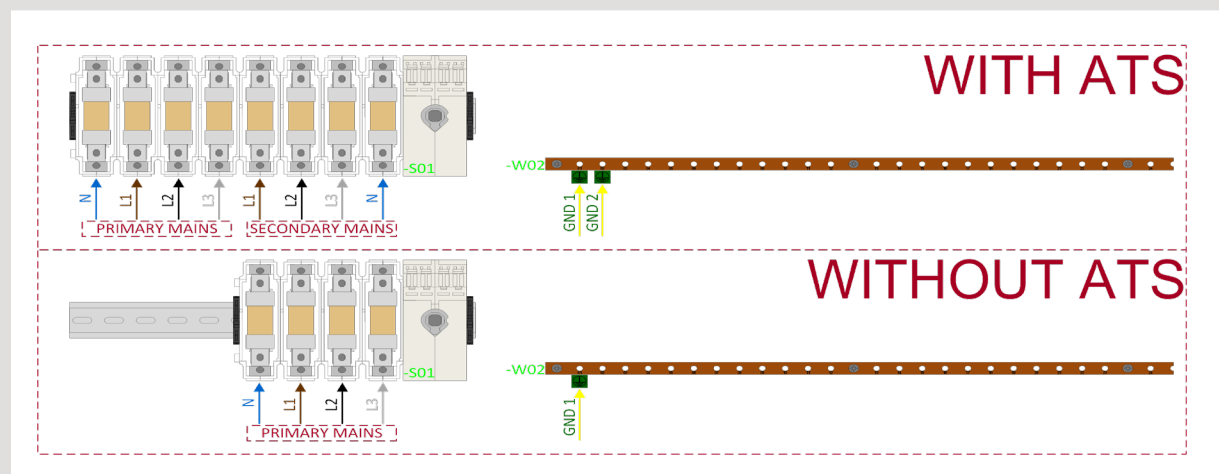 WITH ATS
-S01
-W02
N L1 L2 L3 L1 L2 L3 N
GND 1 GND 2
PRIMARY MAINS SECONDARY MAINS
WITHOUT ATS
-S01
-W02
N L1 L2 L3
GND 1
PRIMARY MAINS